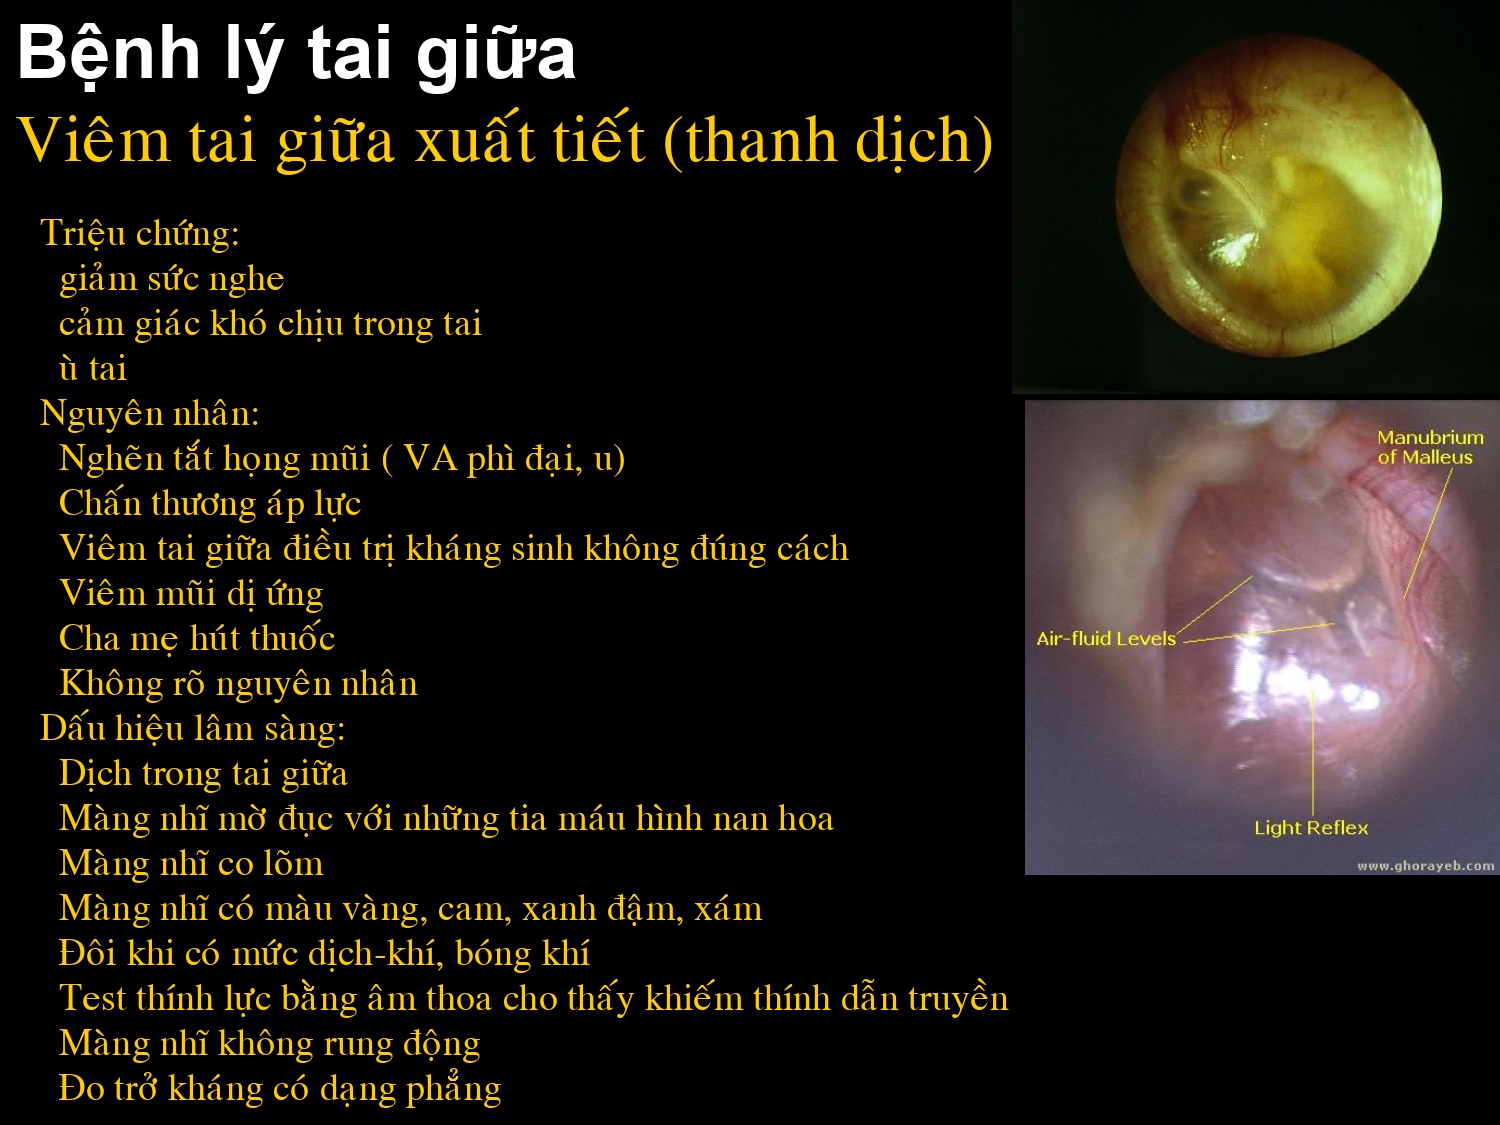 Bệnh lý tai giữa
Viêm tai giữa xuất tiết (thanh dịch)
Triệu chứng:
giảm sức nghe
cảm giác khó chịu trong tai
ù tai
Nguyên nhân:
Nghẽn tắt họng mũi ( VA phì đại, u)
Chấn thương áp lực
Viêm tai giữa điều trị kháng sinh không đúng cách
Viêm mũi dị ứng
Cha mẹ hút thuốc
Không rõ nguyên nhân
Dấu hiệu lâm sàng:
Dịch trong tai giữa
Màng nhĩ mờ đục với những tia máu hình nan hoa
Màng nhĩ co lõm
Màng nhĩ có màu vàng, cam, xanh đậm, xám
Đôi khi có mức dịch-khí, bóng khí
Test thính lực bằng âm thoa cho thấy khiếm thính dẫn truyền
Màng nhĩ không rung động
Đo trở kháng có dạng phẳng
Manubrium
of Malleus
Air-fluid Levels
Light Reflex
www.ghorayeb.com